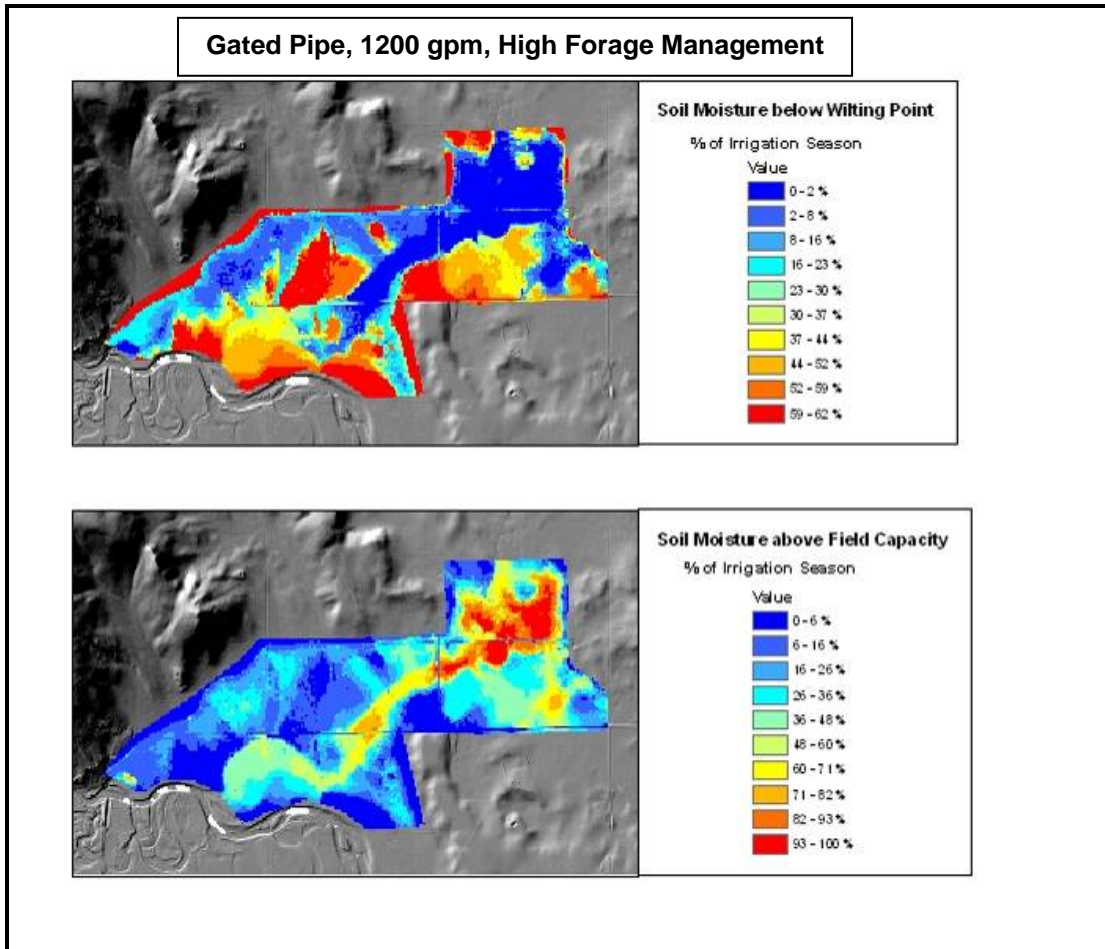 Gated Pipe, 1200 gpm, High Forage Management
Soil Moisture below Wilting Point
% of Irrigation Season
Value
0 - 2 %
2 - 8 %
8 - 16 %
16 - 23 %
23 - 30 %
30 - 37 %
37 - 44 %
44 - 52 %
52 - 59 %
59 - 62 %
Soil Moisture above Field Capacity
% of Irrigation Season
Value
0 - 6 %
6 - 16 %
16 - 26 %
26 - 36 %
36 - 48 %
48 - 60 %
60 - 71 %
71 - 82 %
82 - 93 %
93 - 100 %